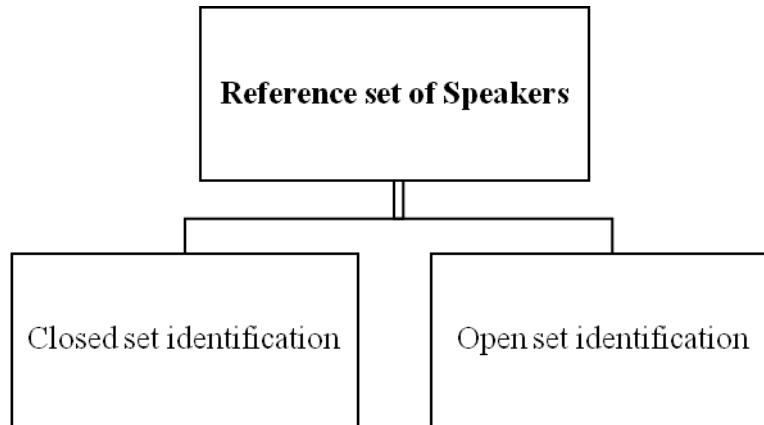 Reference set of Speakers
Closed set identification
Open set identification